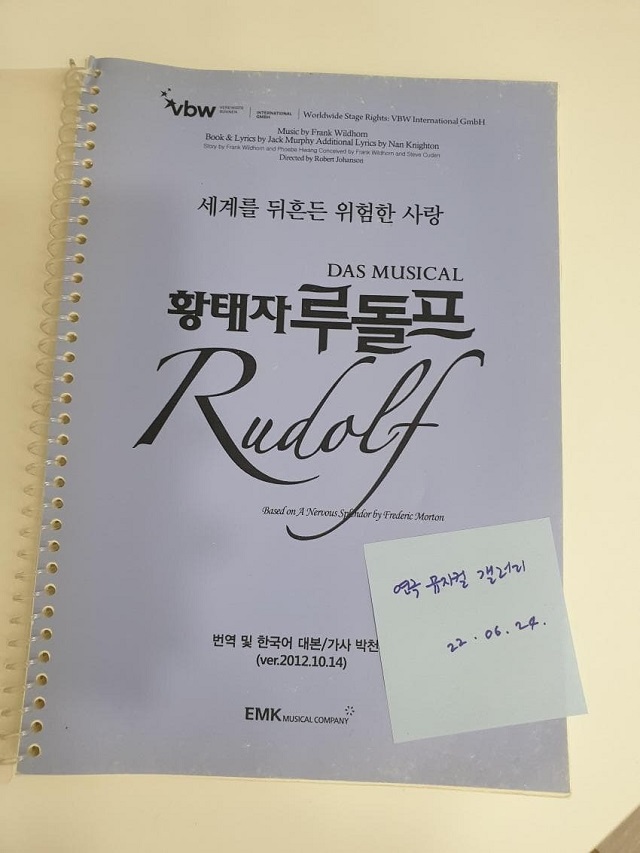 vbw VEREINIGTE BÜHNEN WIEN | INTERNATIONAL GMBH | Worldwide Stage Rights: VBW International GmbH
Music by Frank Wildhorn
Book & Lyrics by Jack Murphy Additional Lyrics by Nan Knighton
Story by Frank Wildhorn and Phoebe Hwang Conceived by Frank Wildhorn and Steve Cuden
Directed by Robert Johanson
세계를 뒤흔든 위험한 사랑
DAS MUSICAL
황태자루돌프
Rudolf
Based on A Nervous Splendor by Frederic Morton
연극 뮤지컬 갤러리
22. 06. 24.
번역 및 한국어 대본/가사 박천
(ver.2012.10.14)
EMK MUSICAL COMPANY